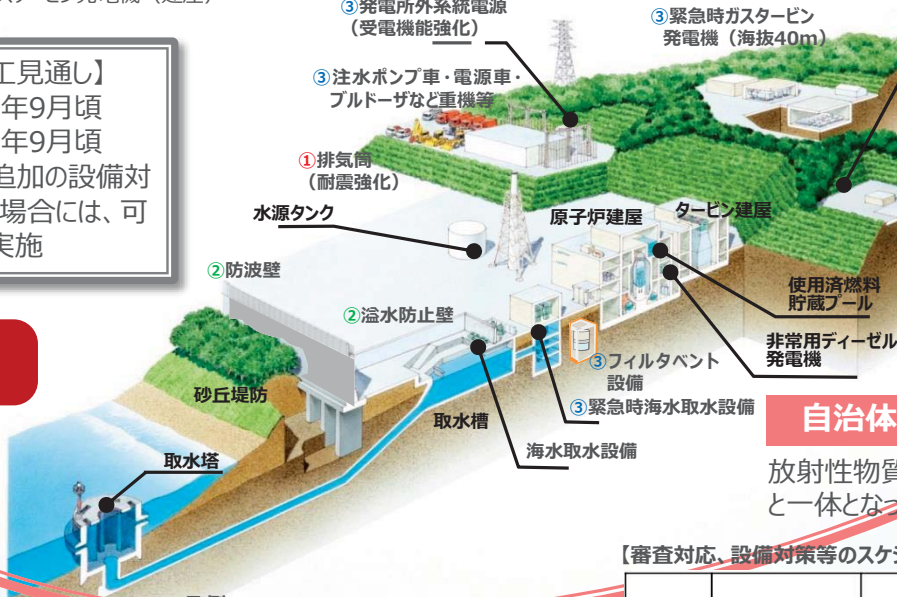 ービン発電機（建屋）
③発電所外系統電源
（受電機能強化）
③緊急時ガスタービン
発電機（海抜40m）
工見通し】
年9月頃
年9月頃
追加の設備対
場合には、可
実施
③注水ポンプ車・電源車・
ブルドーザなど重機等
①排気筒
（耐震強化）
水源タンク
原子炉建屋
タービン建屋
②防波壁
②溢水防止壁
使用済燃料
貯蔵プール
非常用ディーゼル
発電機
③フィルタベント
設備
砂丘堤防
取水槽
③緊急時海水取水設備
海水取水設備
取水塔
自治体
放射性物質
と一体となっ
【審査対応、設備対策等のスケジ